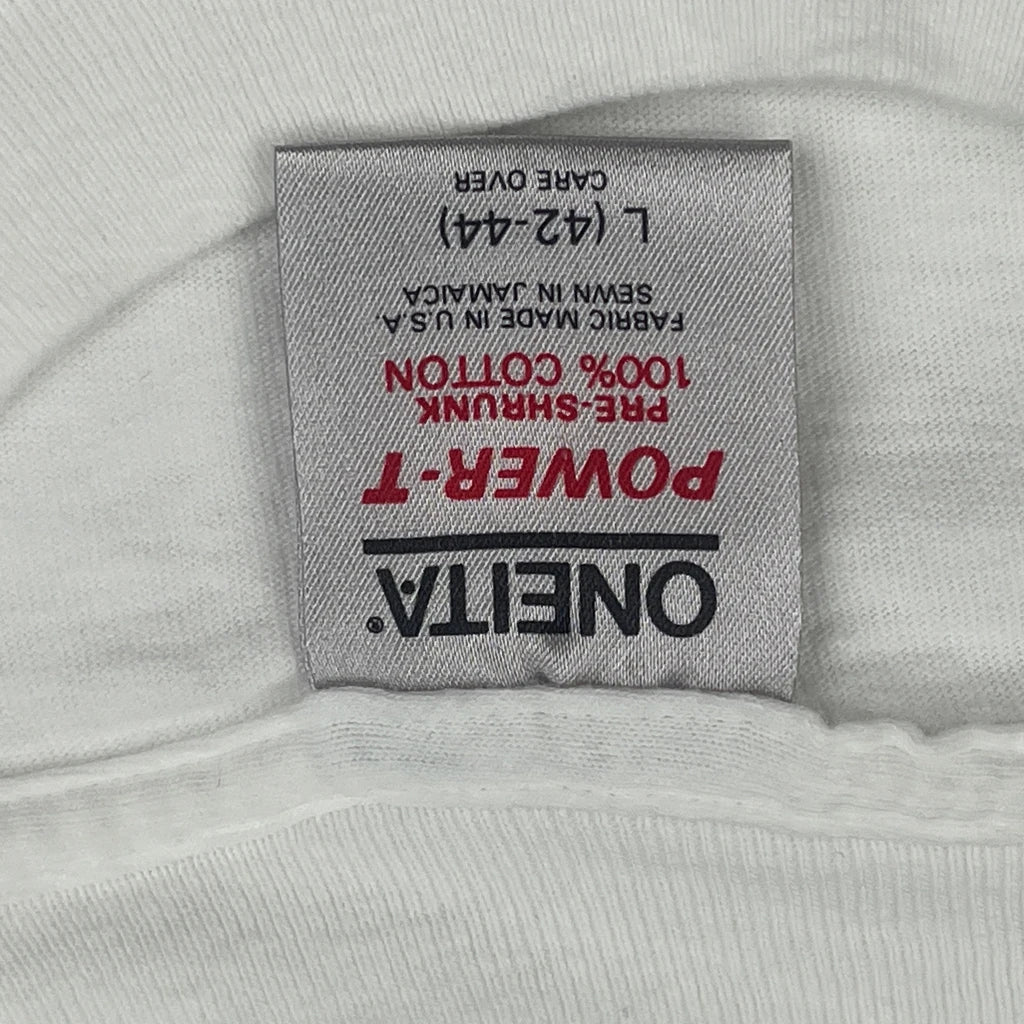 ONEITA®
POWER-T
PRE-SHRUNK
100% COTTON
FABRIC MADE IN U.S.A.
SEWN IN JAMAICA
L (42-44)
CARE OVER